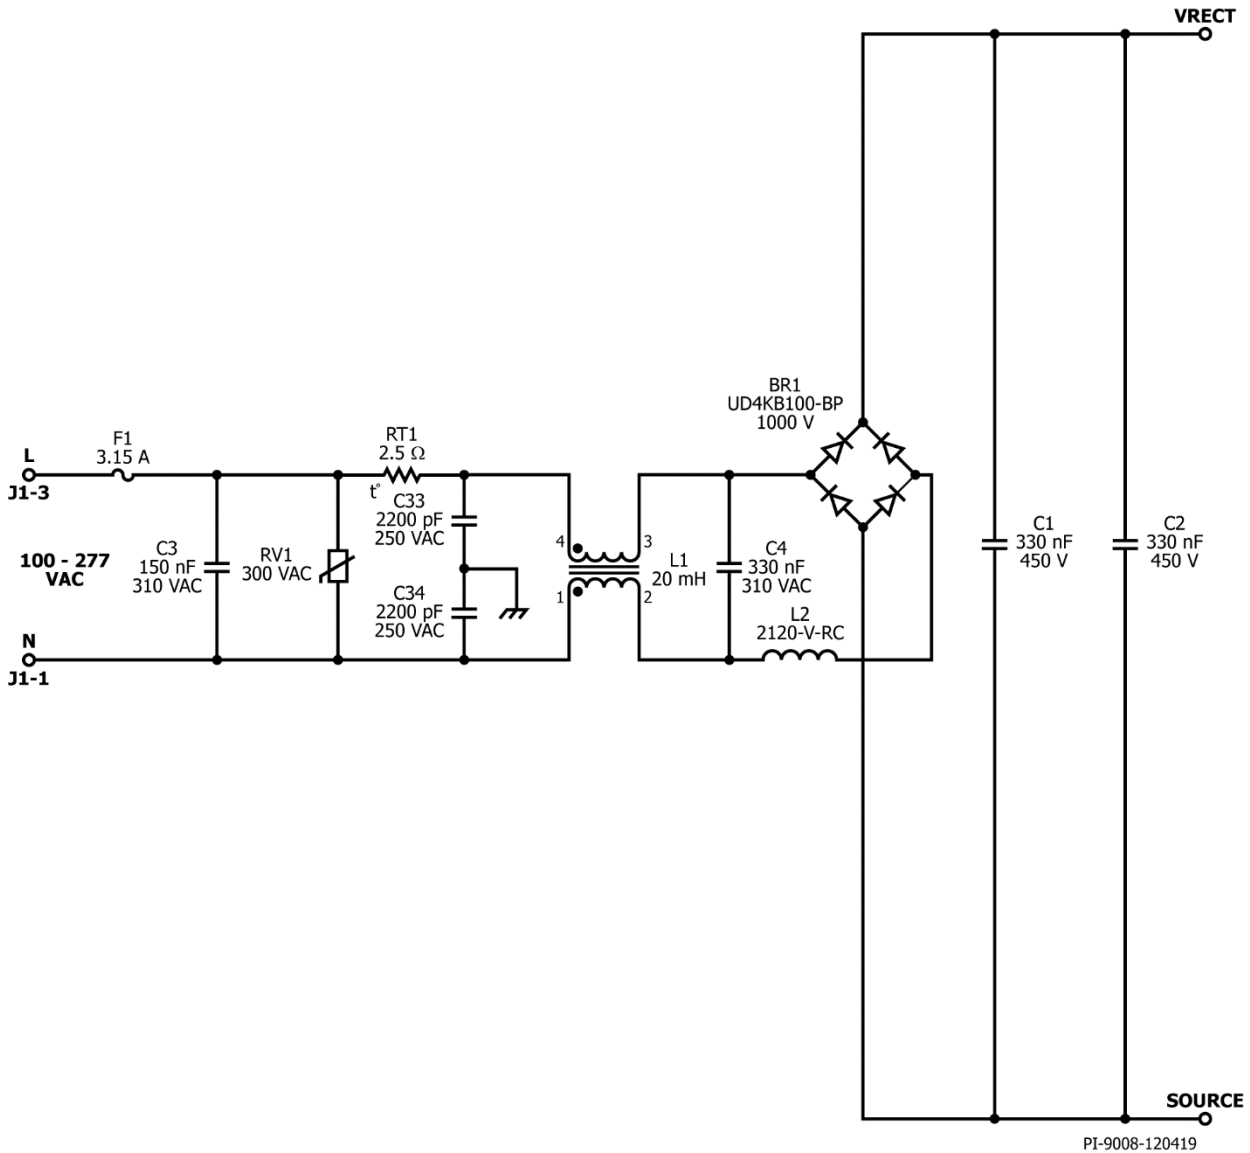 VRECT
BR1
UD4KB100-BP
1000 V
F1
3.15 A
RT1
2.5 Ω
L
J1-3
t°
C33
2200 pF
250 VAC
100 - 277
VAC
C3
150 nF
310 VAC
RV1
300 VAC
C34
2200 pF
250 VAC
4
3
1
2
L1
20 mH
C4
330 nF
310 VAC
L2
2120-V-RC
C1
330 nF
450 V
C2
330 nF
450 V
N
J1-1
SOURCE
PI-9008-120419